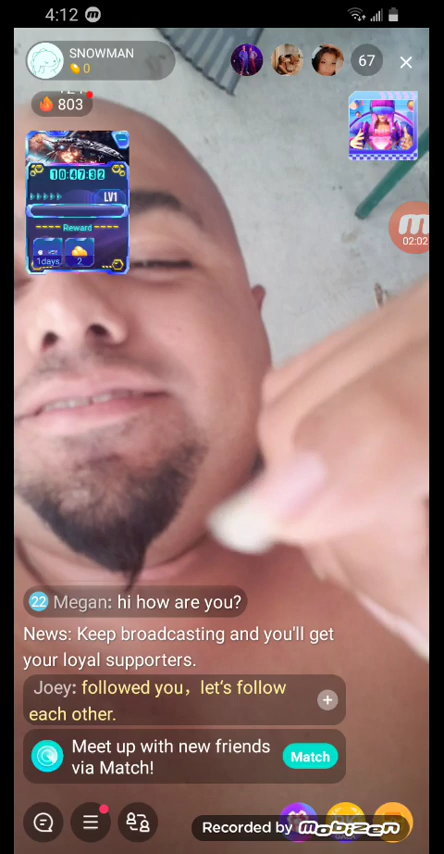 4:12
SNOWMAN
0
67
803
10:47:32
LV1
Reward
1days
2
02:02
22 Megan: hi how are you?
News: Keep broadcasting and you'll get
your loyal supporters.
Joey: followed you, let's follow
each other.
Meet up with new friends
via Match!
Match
Recorded by mobizen